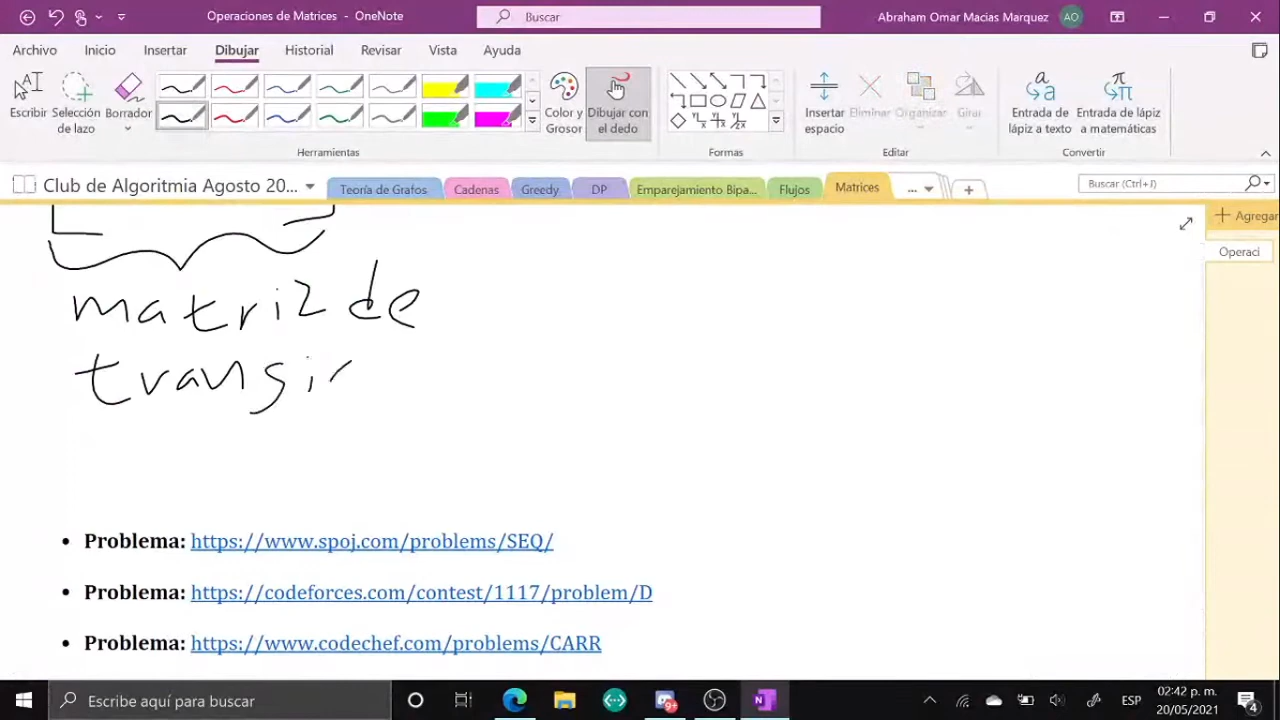 Operaciones de Matrices - OneNote
Buscar
Abraham Omar Macias Marquez AO
Archivo Inicio Insertar Dibujar Historial Revisar Vista Ayuda
Escribir Selección de lazo Borrador Color y Grosor Dibujar con el dedo Insertar espacio Eliminar Organizar Girar Entrada de lápiz a texto Entrada de lápiz a matemáticas
Herramientas Formas Editar Convertir
Club de Algoritmia Agosto 20... Teoría de Grafos Cadenas Greedy DP Emparejamiento Bipa... Flujos Matrices ... + Buscar (Ctrl+J)
+ Agregar
Operaci
matriz de
transi
• Problema: https://www.spoj.com/problems/SEQ/
• Problema: https://codeforces.com/contest/1117/problem/D
• Problema: https://www.codechef.com/problems/CARR
Escribe aquí para buscar
9+
ESP
02:42 p. m.
20/05/2021
4